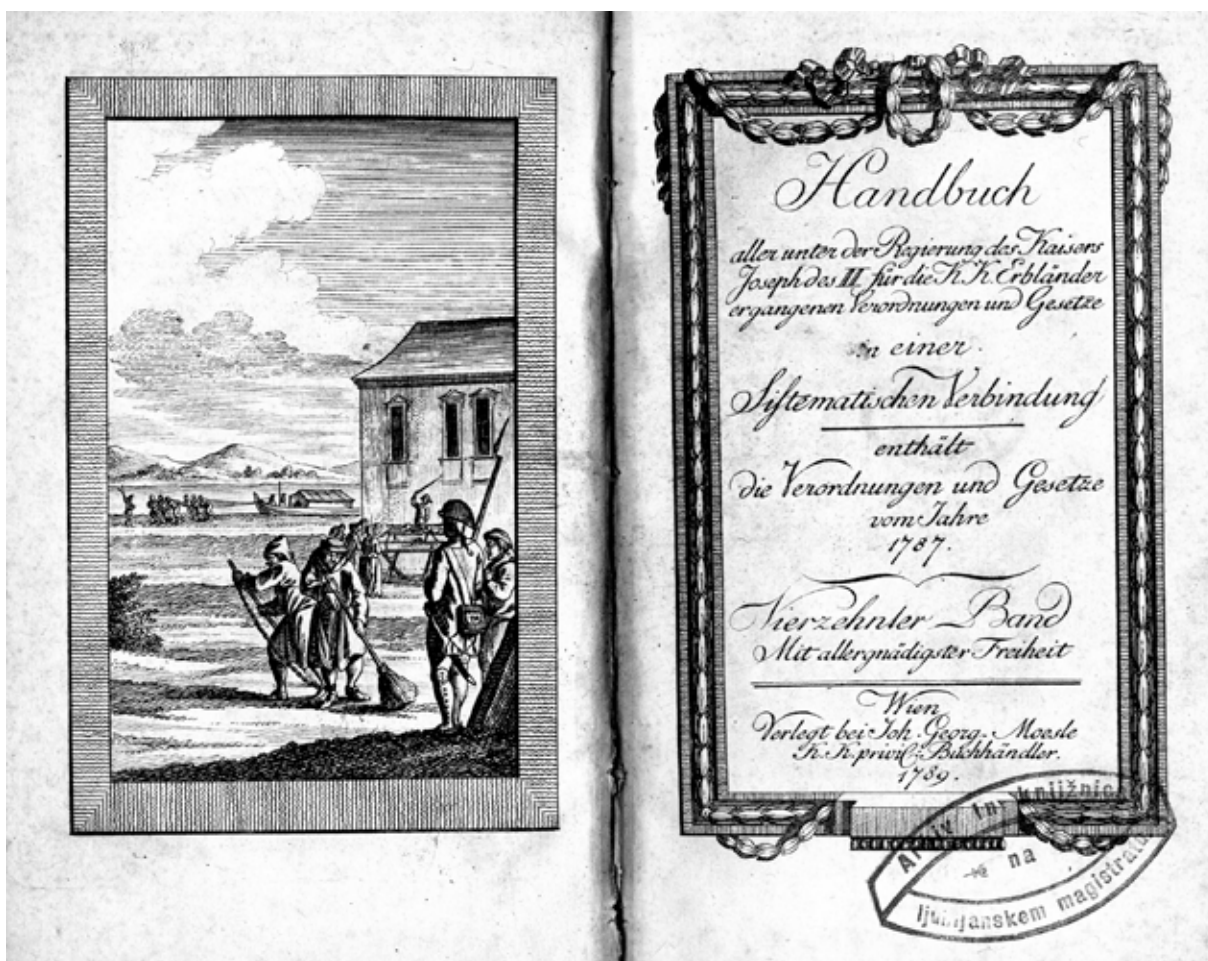 Handbuch
aller unter der Regierung des Kaisers
Joseph des II. für die K. K. Erbländer
ergangenen Verordnungen und Gesetze
in einer
Sistematischen Verbindung
enthält
die Verordnungen und Gesetze
vom Jahre
1787.
Vierzehnter Band
Mit allergnädigster Freiheit
Wien
Verlegt bei Joh. Georg. Moesle
K. K. privil: Buchhändler.
1789.
Arhiv in knjižnic
na
ljubljanskem magistratu